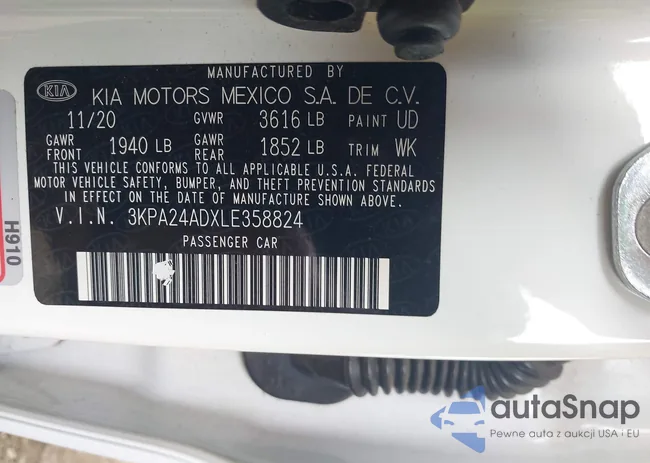 MANUFACTURED BY
KIA KIA MOTORS MEXICO S.A. DE C.V.
11/20 GVWR 3616 LB PAINT UD
GAWR FRONT 1940 LB GAWR REAR 1852 LB TRIM WK
THIS VEHICLE CONFORMS TO ALL APPLICABLE U.S.A. FEDERAL
MOTOR VEHICLE SAFETY, BUMPER, AND THEFT PREVENTION STANDARDS
IN EFFECT ON THE DATE OF MANUFACTURE SHOWN ABOVE.
V.I.N. 3KPA24ADXLE358824
PASSENGER CAR
H910
autaSnap
Pewne auta z aukcji USA i EU